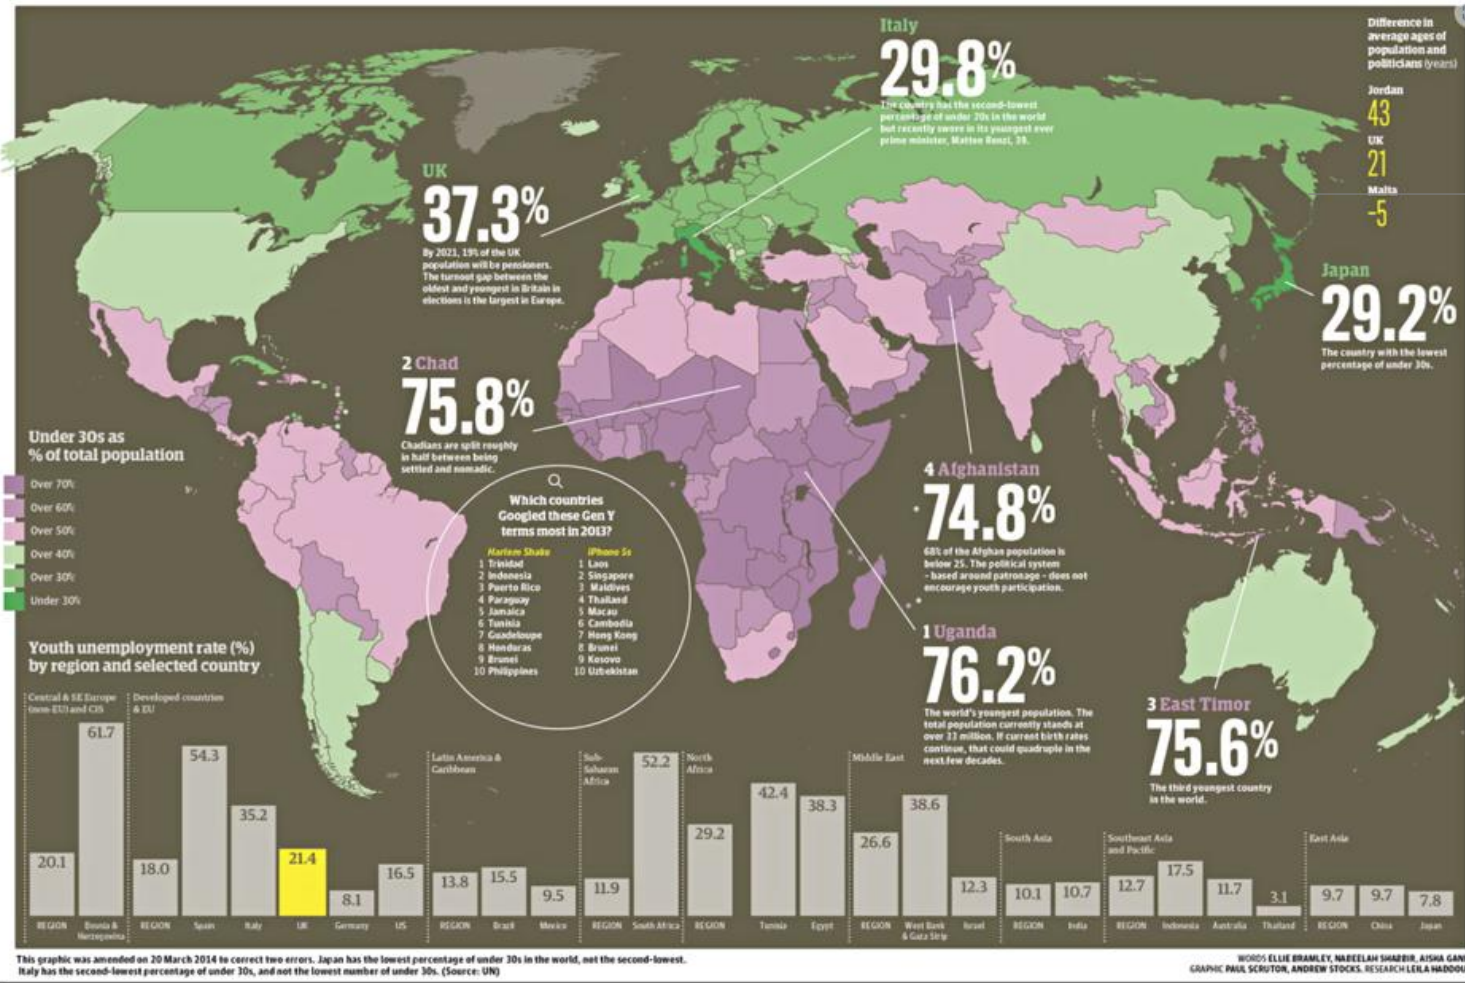 Italy
29.8%
The country has the second-lowest
percentage of under 30s in the world
but recently swore in its youngest ever
prime minister, Matteo Renzi, 39.
Difference in
average ages of
population and
politicians (years)
Jordan
43
UK
21
Malta
-5
UK
37.3%
By 2021, 19% of the UK
population will be pensioners.
The turnout gap between the
oldest and youngest in Britain in
elections is the largest in Europe.
Japan
29.2%
The country with the lowest
percentage of under 30s.
2 Chad
75.8%
Chadians are split roughly
in half between being
settled and nomadic.
Under 30s as
% of total population
Over 70%
Over 60%
Over 50%
Over 40%
Over 30%
Under 30%
Which countries
Googled these Gen Y
terms most in 2013?
Harlem Shake
1 Trinidad
2 Indonesia
3 Puerto Rico
4 Paraguay
5 Jamaica
6 Tunisia
7 Guadeloupe
8 Honduras
9 Brunei
10 Philippines
iPhone 5s
1 Laos
2 Singapore
3 Maldives
4 Thailand
5 Macau
6 Cambodia
7 Hong Kong
8 Brunei
9 Kosovo
10 Uzbekistan
4 Afghanistan
74.8%
68% of the Afghan population is
below 25. The political system
- based around patronage - does not
encourage youth participation.
1 Uganda
76.2%
The world's youngest population. The
total population currently stands at
over 33 million. If current birth rates
continue, that could quadruple in the
next few decades.
3 East Timor
75.6%
The third youngest country
in the world.
Youth unemployment rate (%)
by region and selected country
Central & SE Europe
(non-EU) and CIS
20.1
REGION
61.7
Bosnia &
Herzegovina
Developed countries
& EU
18.0
REGION
54.3
Spain
35.2
Italy
21.4
UK
8.1
Germany
16.5
US
Latin America &
Caribbean
13.8
REGION
15.5
Brazil
9.5
Mexico
Sub-
Saharan
Africa
11.9
REGION
52.2
South Africa
North
Africa
29.2
REGION
42.4
Tunisia
38.3
Egypt
Middle East
26.6
REGION
38.6
West Bank
& Gaza Strip
12.3
Israel
South Asia
10.1
REGION
10.7
India
Southeast Asia
and Pacific
12.7
REGION
17.5
Indonesia
11.7
Australia
3.1
Thailand
East Asia
9.7
REGION
9.7
China
7.8
Japan
This graphic was amended on 20 March 2014 to correct two errors. Japan has the lowest percentage of under 30s in the world, not the second-lowest.
Italy has the second-lowest percentage of under 30s, and not the lowest number of under 30s. (Source: UN)
WORDS ELLIE BRAMLEY, NABEELAH SHABBIR, AISHA GANI
GRAPHIC PAUL SCRUTON, ANDREW STOCKS. RESEARCH LEILA HADDOU